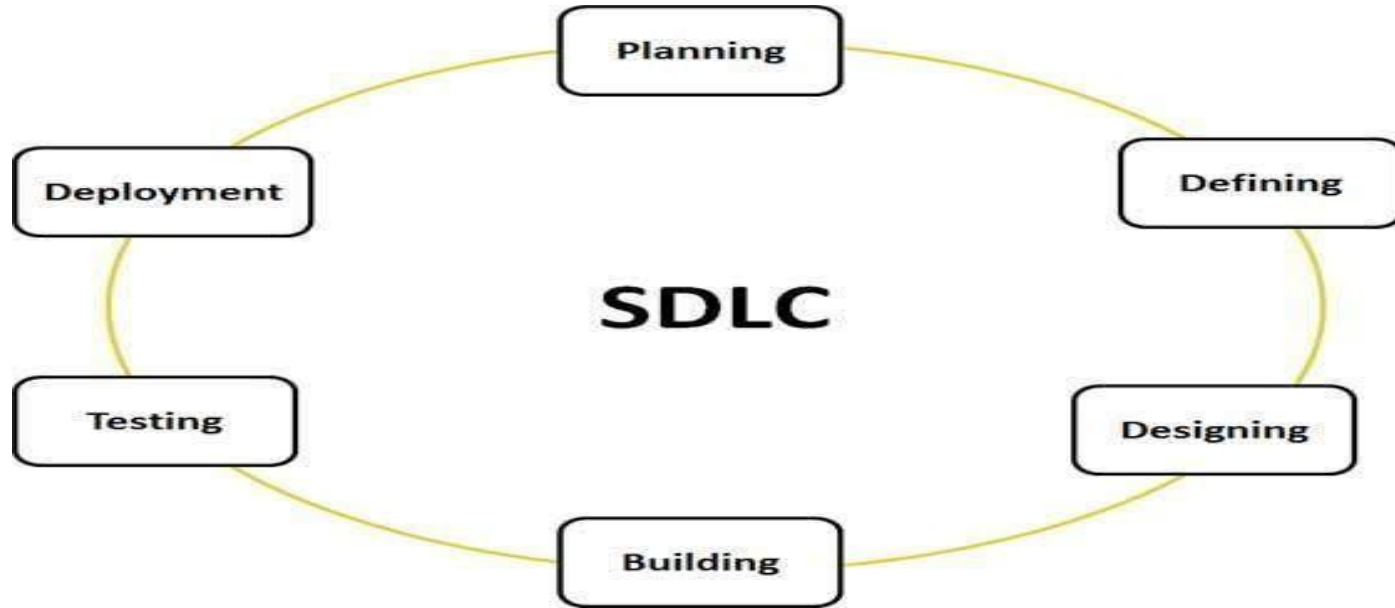 Planning
Defining
Designing
Building
Testing
Deployment
SDLC